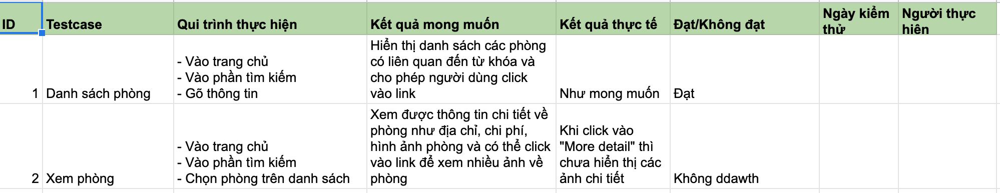 ID
Testcase
Qui trình thực hiện
Kết quả mong muốn
Kết quả thực tế
Đạt/Không đạt
Ngày kiểm
thử
Người thực
hiện
1
Danh sách phòng
- Vào trang chủ
- Vào phần tìm kiếm
- Gõ thông tin
Hiển thị danh sách các phòng
có liên quan đến từ khóa và
cho phép người dùng click
vào link
Như mong muốn
Đạt
2
Xem phòng
- Vào trang chủ
- Vào phần tìm kiếm
- Chọn phòng trên danh sách
Xem được thông tin chi tiết về
phòng như địa chỉ, chi phí,
hình ảnh phòng và có thể click
vào link để xem nhiều ảnh về
phòng
Khi click vào
"More detail" thì
chưa hiển thị các
ảnh chi tiết
Không ddawth